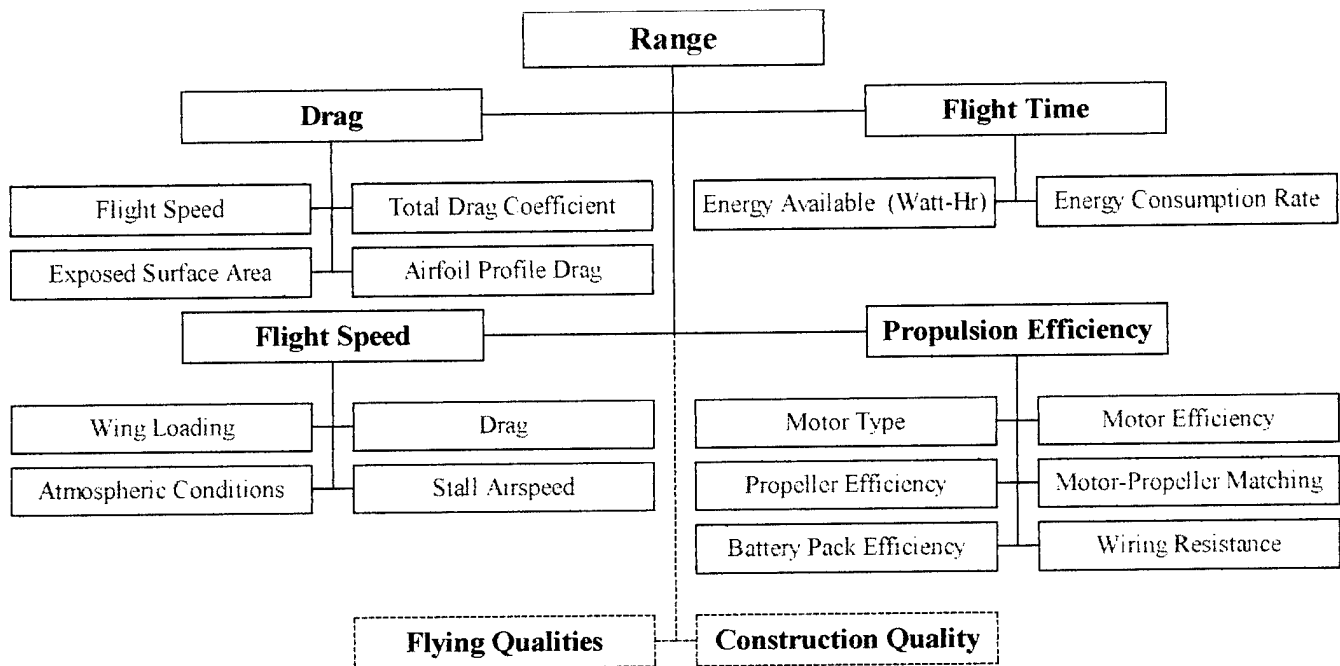 Range
Drag
Flight Time
Flight Speed
Total Drag Coefficient
Energy Available (Watt-Hr)
Energy Consumption Rate
Exposed Surface Area
Airfoil Profile Drag
Flight Speed
Propulsion Efficiency
Wing Loading
Drag
Motor Type
Motor Efficiency
Atmospheric Conditions
Stall Airspeed
Propeller Efficiency
Motor-Propeller Matching
Battery Pack Efficiency
Wiring Resistance
Flying Qualities
Construction Quality